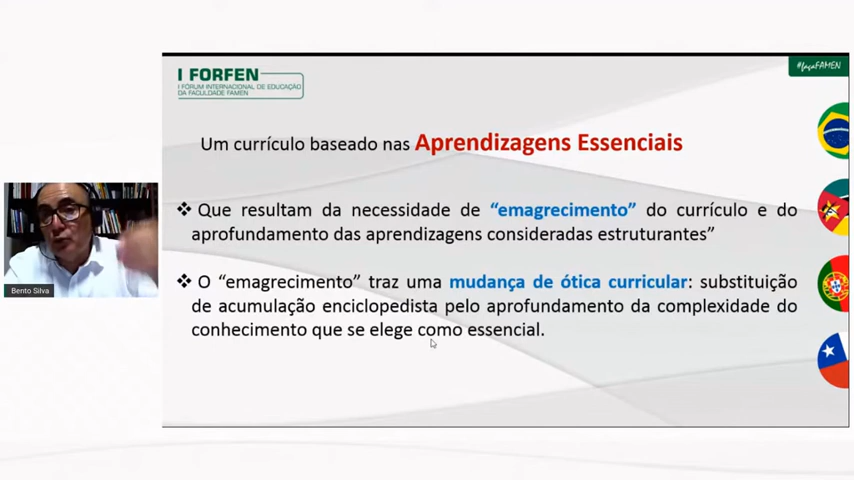 I FORFEN
I FÓRUM INTERNACIONAL DE EDUCAÇÃO
DA FACULDADE FAMEN
#façaFAMEN
Um currículo baseado nas Aprendizagens Essenciais
❖ Que resultam da necessidade de “emagrecimento” do currículo e do
aprofundamento das aprendizagens consideradas estruturantes”
❖ O “emagrecimento” traz uma mudança de ótica curricular: substituição
de acumulação enciclopedista pelo aprofundamento da complexidade do
conhecimento que se elege como essencial.
Bento Silva